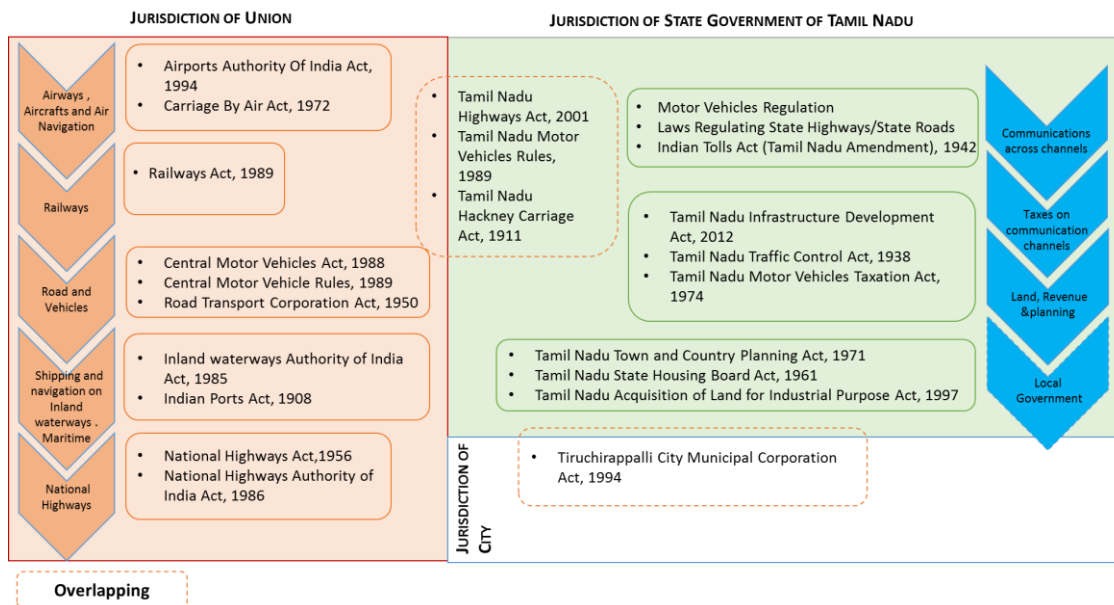 JURISDICTION OF UNION
Airways ,
Aircrafts and Air
Navigation
• Airports Authority Of India Act,
1994
• Carriage By Air Act, 1972
Railways
• Railways Act, 1989
Road and
Vehicles
• Central Motor Vehicles Act, 1988
• Central Motor Vehicle Rules, 1989
• Road Transport Corporation Act, 1950
Shipping and
navigation on
Inland
waterways .
Maritime
• Inland waterways Authority of India
Act, 1985
• Indian Ports Act, 1908
National
Highways
• National Highways Act,1956
• National Highways Authority of
India Act, 1986
JURISDICTION OF STATE GOVERNMENT OF TAMIL NADU
• Tamil Nadu
Highways Act, 2001
• Tamil Nadu Motor
Vehicles Rules,
1989
• Tamil Nadu
Hackney Carriage
Act, 1911
• Motor Vehicles Regulation
• Laws Regulating State Highways/State Roads
• Indian Tolls Act (Tamil Nadu Amendment), 1942
Communications
across channels
• Tamil Nadu Infrastructure Development
Act, 2012
• Tamil Nadu Traffic Control Act, 1938
• Tamil Nadu Motor Vehicles Taxation Act,
1974
Taxes on
communication
channels
Land, Revenue
&planning
• Tamil Nadu Town and Country Planning Act, 1971
• Tamil Nadu State Housing Board Act, 1961
• Tamil Nadu Acquisition of Land for Industrial Purpose Act, 1997
Local
Government
JURISDICTION OF
CITY
• Tiruchirappalli City Municipal Corporation
Act, 1994
Overlapping